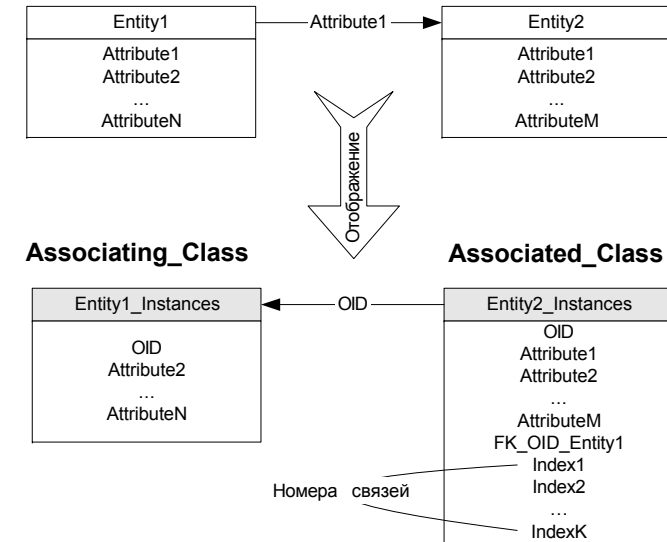 Entity1
Attribute1
Entity2
Attribute1
Attribute2
...
AttributeN
Attribute1
Attribute2
...
AttributeM
Отображение
Associating_Class
Associated_Class
Entity1_Instances
OID
Entity2_Instances
OID
Attribute2
...
AttributeN
OID
Attribute1
Attribute2
...
AttributeM
FK_OID_Entity1
Index1
Index2
...
IndexK
Номера связей